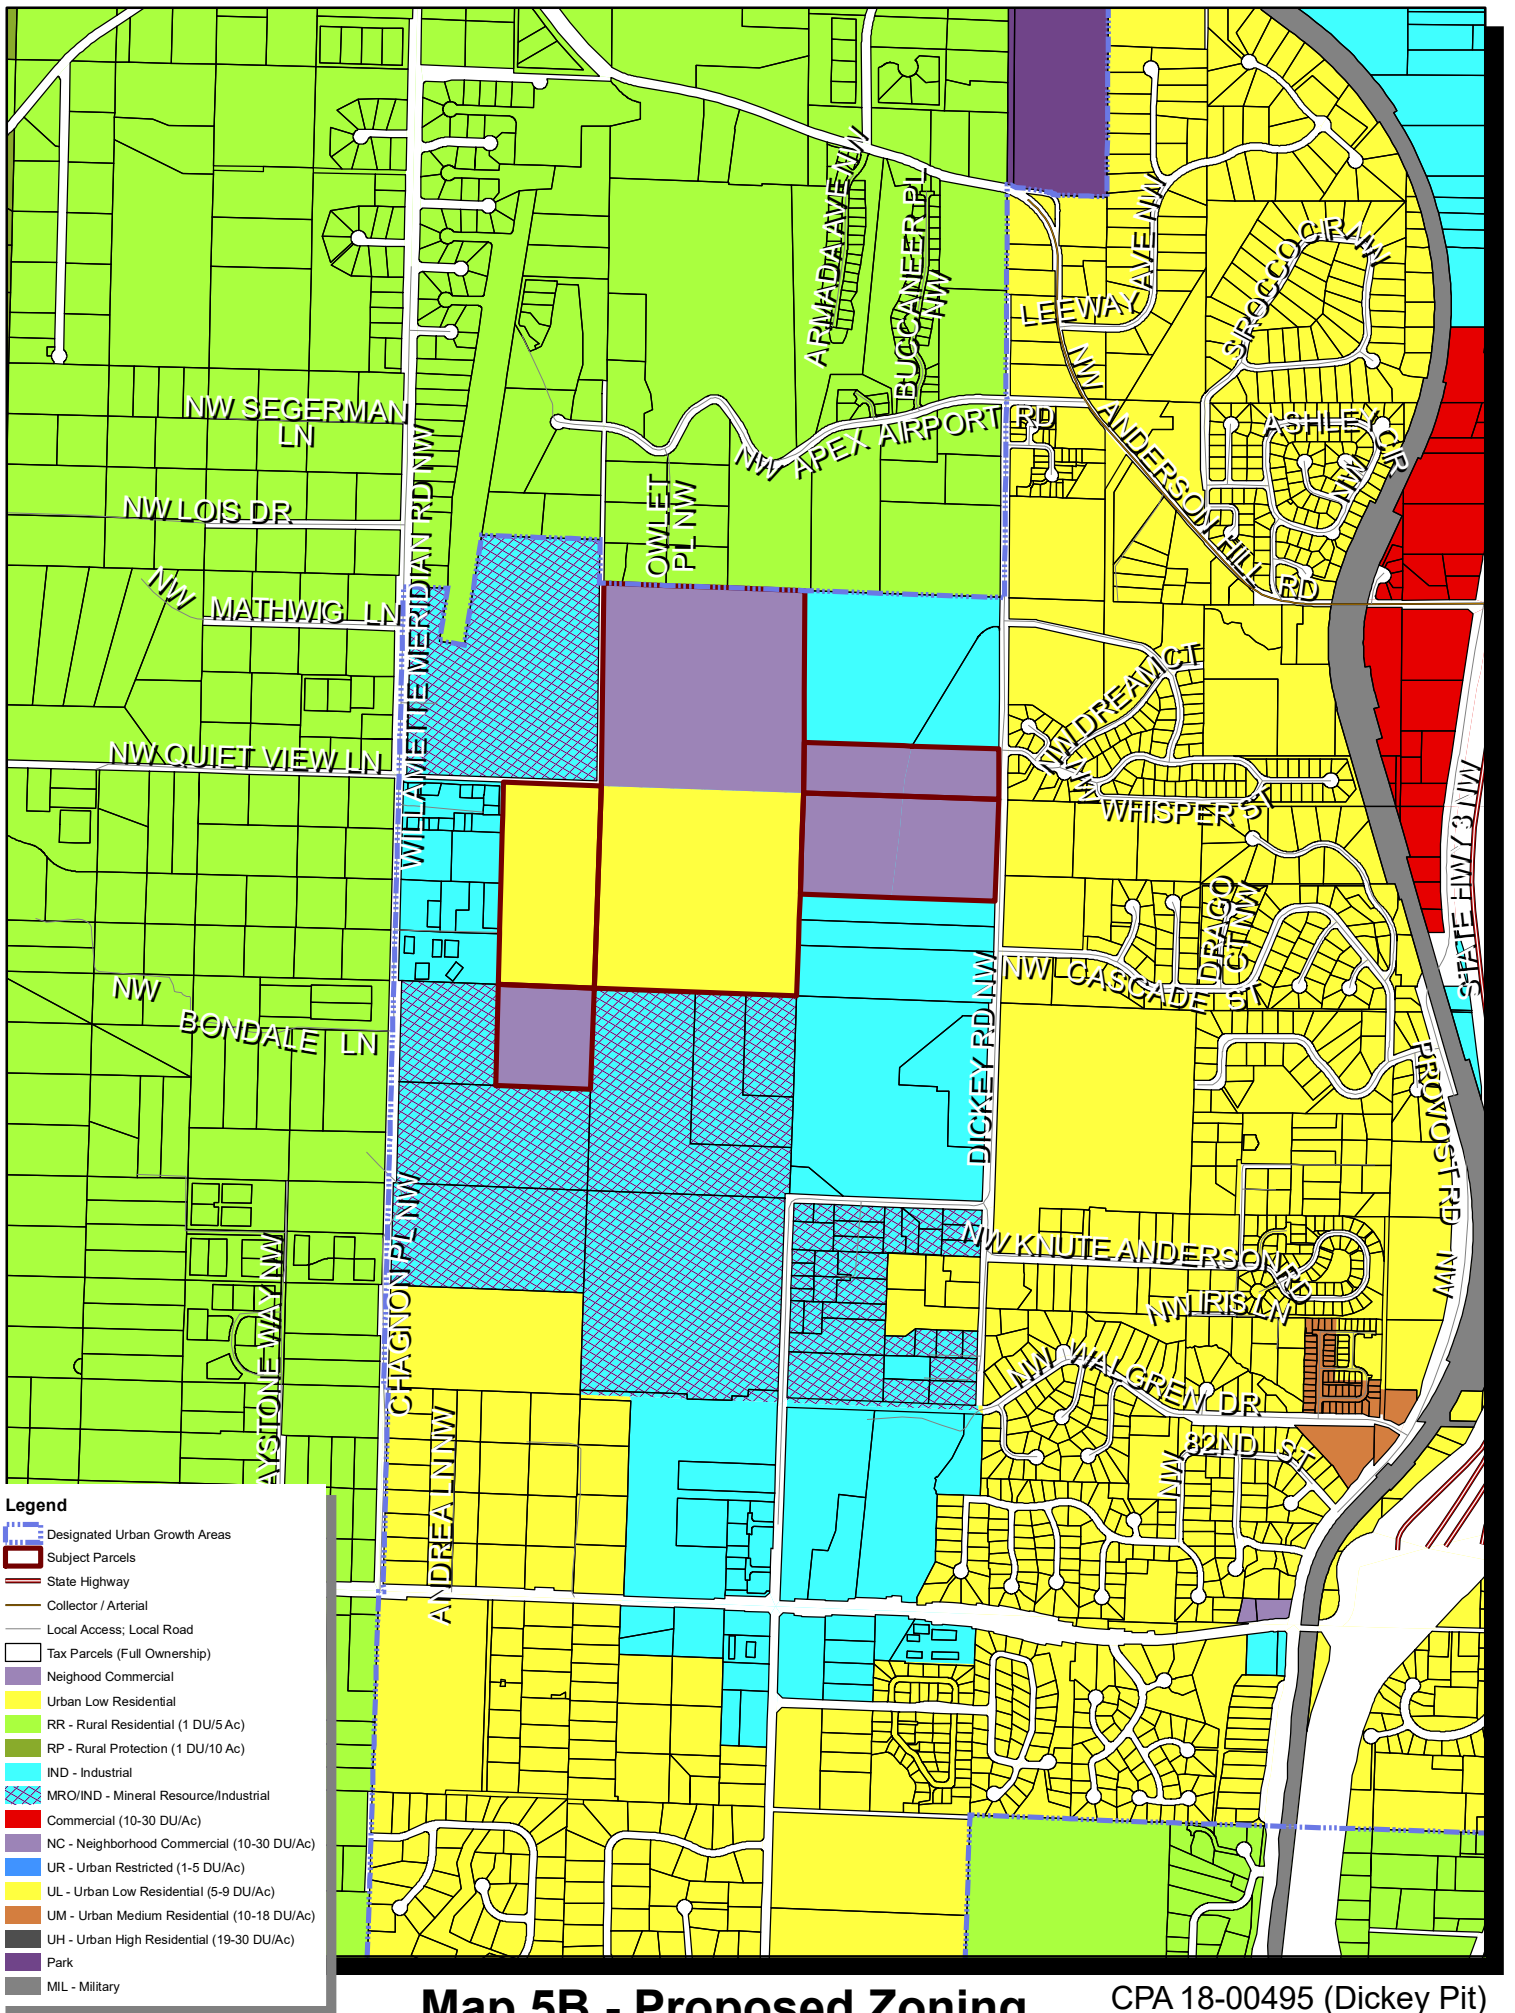 ARMADA AVE NW
BUCCANEER PL
NW
LEEWAY AVE NW
SIROCCO CIR NW
NW SEGERMAN
LN
NW APEX AIRPORT RD
NW ANDERSON HILL RD
ASHLEY CIR
NW
NW LOIS DR
OWLET
PL NW
NW MATHWIG LN
WILLAMETTE MERIDIAN RD NW
NW DREAM CT
NW QUIET VIEW LN
NW WHISPER ST
STATE HWY 3 NW
DRAGO
CT NW
NW CASCADE ST
NW
BONDALE LN
DICKEY RD NW
PROVOST RD NW
CHAGNON PL NW
AYSTONE WAY NW
NW KNUTE ANDERSON RD
NW IRIS LN
NW WALGREN DR
NW 82ND ST
ANDREA LN NW
Legend
Designated Urban Growth Areas
Subject Parcels
State Highway
Collector / Arterial
Local Access; Local Road
Tax Parcels (Full Ownership)
Neighood Commercial
Urban Low Residential
RR - Rural Residential (1 DU/5 Ac)
RP - Rural Protection (1 DU/10 Ac)
IND - Industrial
MRO/IND - Mineral Resource/Industrial
Commercial (10-30 DU/Ac)
NC - Neighborhood Commercial (10-30 DU/Ac)
UR - Urban Restricted (1-5 DU/Ac)
UL - Urban Low Residential (5-9 DU/Ac)
UM - Urban Medium Residential (10-18 DU/Ac)
UH - Urban High Residential (19-30 DU/Ac)
Park
MIL - Military
Map 5B - Proposed Zoning
CPA 18-00495 (Dickey Pit)